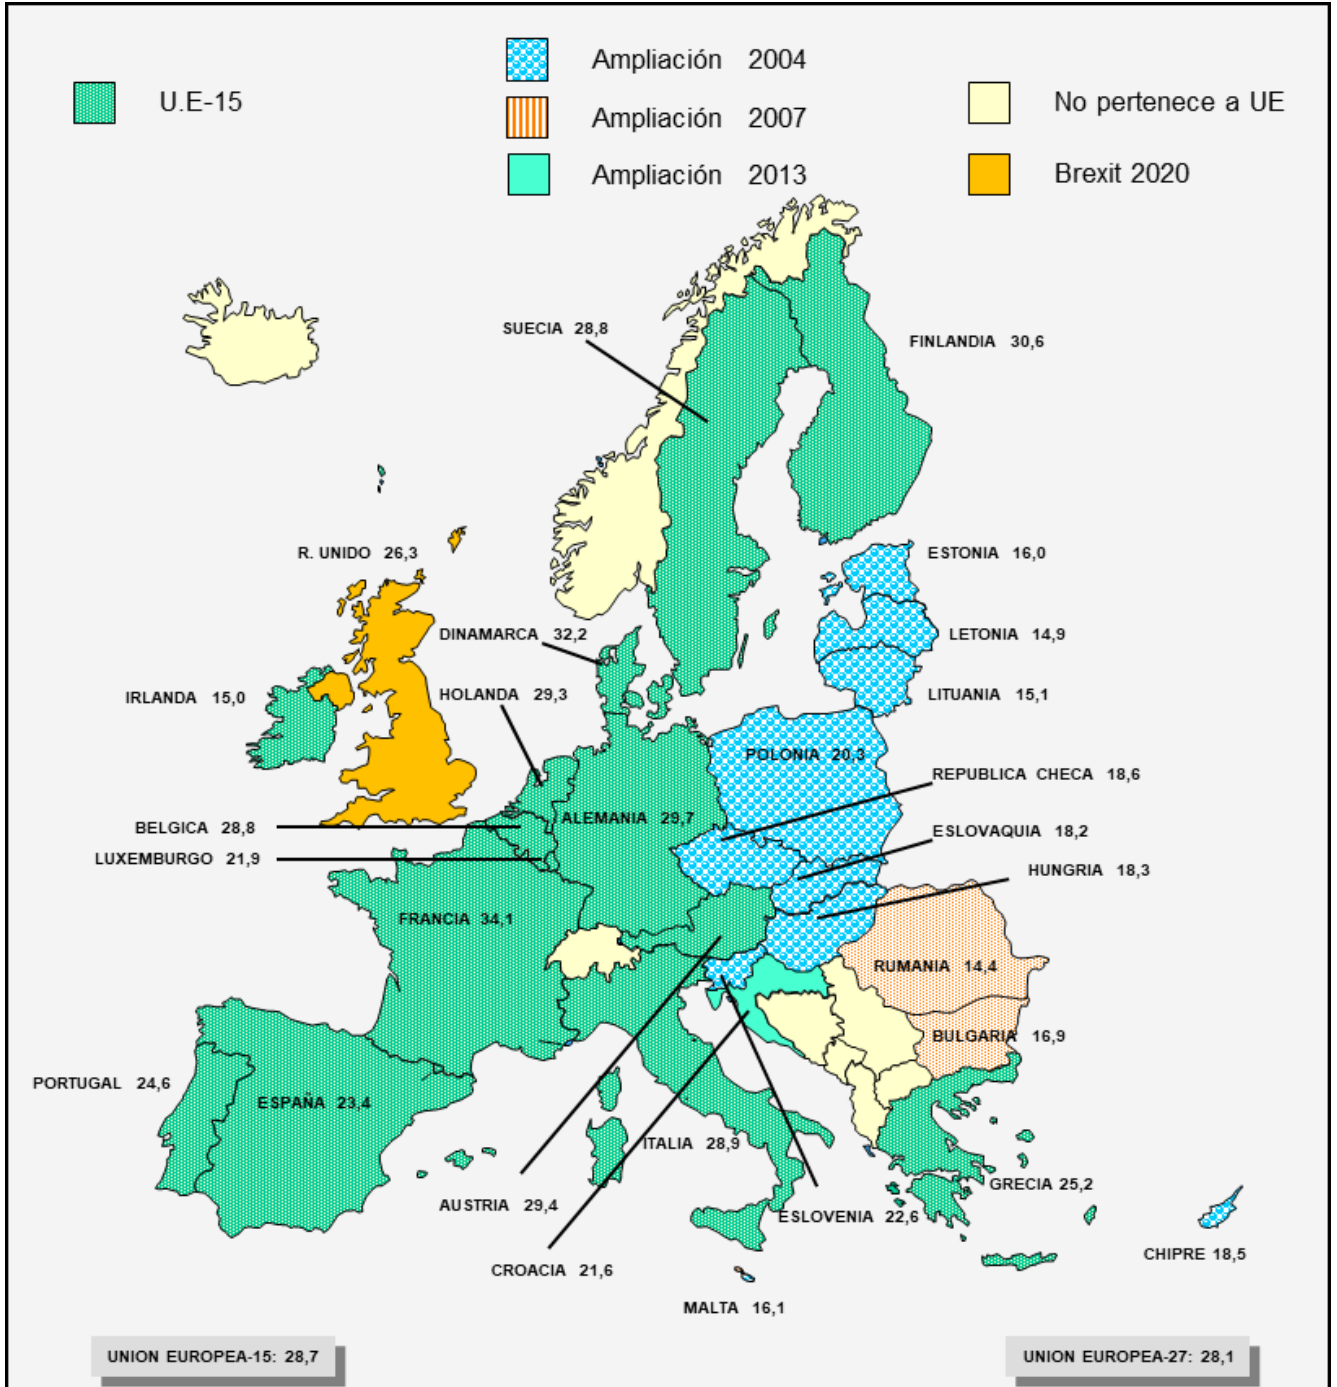 U.E-15
Ampliación 2004
Ampliación 2007
Ampliación 2013
No pertenece a UE
Brexit 2020
SUECIA 28,8
FINLANDIA 30,6
R. UNIDO 26,3
ESTONIA 16,0
DINAMARCA 32,2
LETONIA 14,9
IRLANDA 15,0
HOLANDA 29,3
LITUANIA 15,1
POLONIA 20,3
REPUBLICA CHECA 18,6
BELGICA 28,8
ALEMANIA 29,7
ESLOVAQUIA 18,2
LUXEMBURGO 21,9
HUNGRIA 18,3
FRANCIA 34,1
RUMANIA 14,4
BULGARIA 16,9
PORTUGAL 24,6
ESPAÑA 23,4
ITALIA 28,9
GRECIA 25,2
AUSTRIA 29,4
ESLOVENIA 22,6
CHIPRE 18,5
CROACIA 21,6
MALTA 16,1
UNION EUROPEA-15: 28,7
UNION EUROPEA-27: 28,1